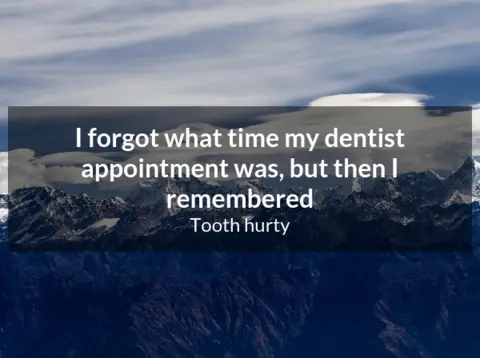 I forgot what time my dentist
appointment was, but then I
remembered
Tooth hurty